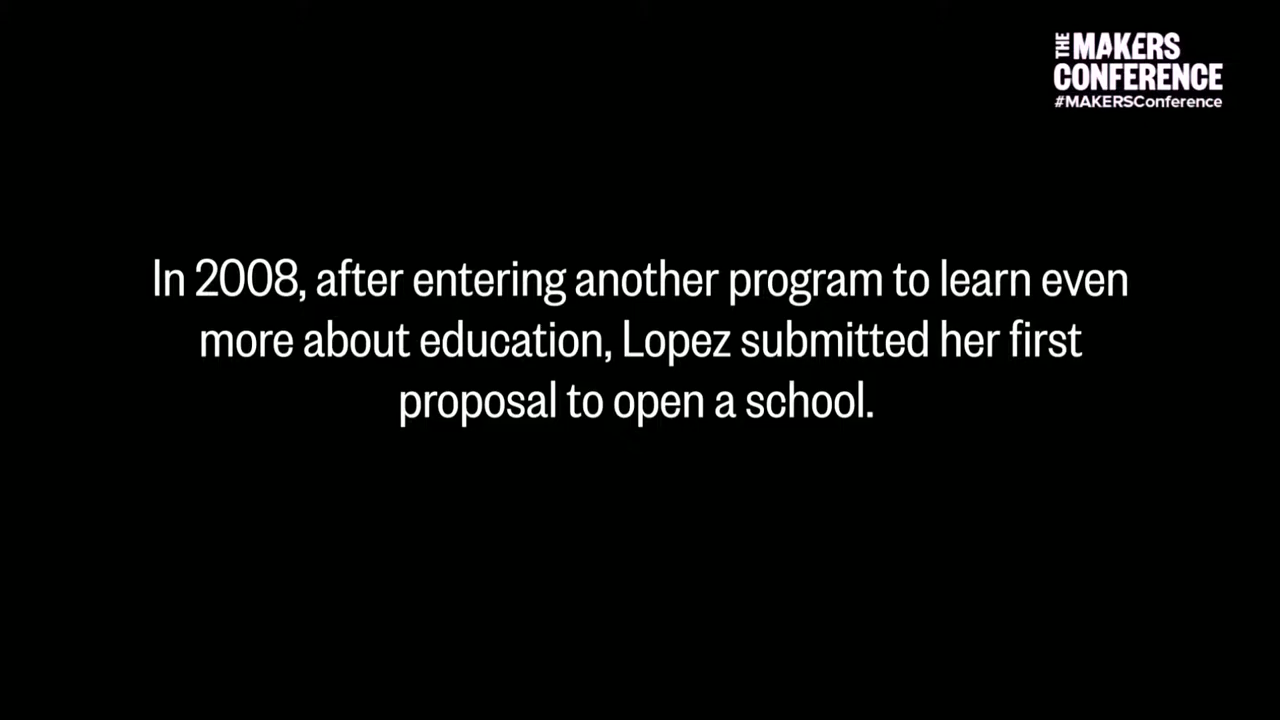 THE MAKERS
CONFERENCE
#MAKERSConference
In 2008, after entering another program to learn even
more about education, Lopez submitted her first
proposal to open a school.